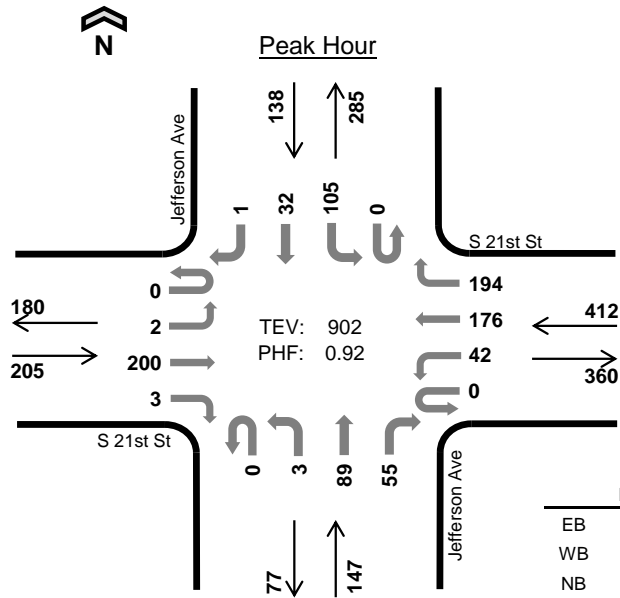 N
Peak Hour
138
285
Jefferson Ave
1
32
105
0
S 21st St
0
2
200
3
TEV: 902
PHF: 0.92
194
176
42
0
180
205
412
360
S 21st St
0
3
89
55
Jefferson Ave
77
147
EB
WB
NB